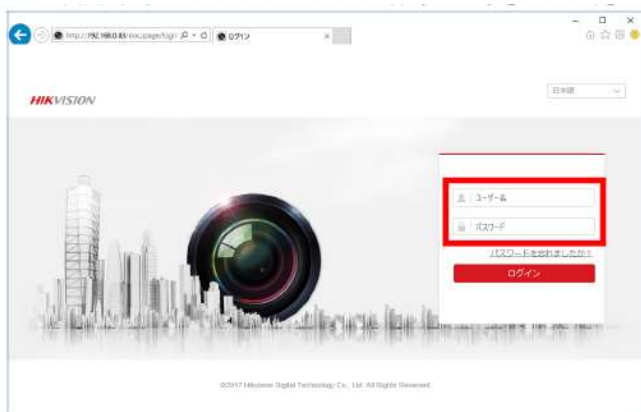 http://192.168.0.83/doc/page/login
ログイン
HIKVISION
日本語
ユーザー名
パスワード
パスワードを忘れましたか?
ログイン
©2017 Hikvision Digital Technology Co., Ltd. All Rights Reserved.